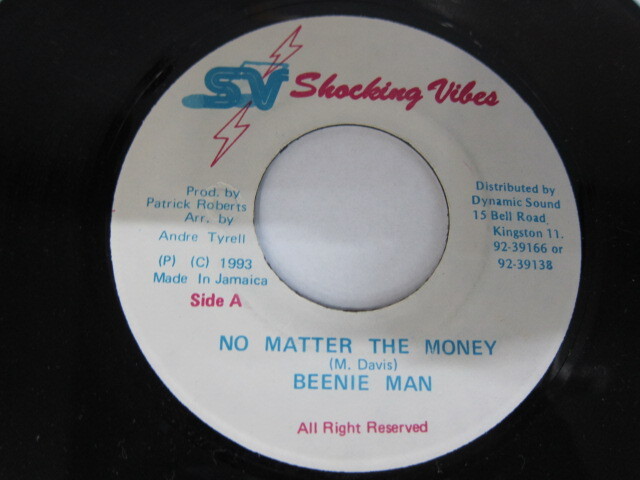 SV Shocking Vibes
Prod. by
Patrick Roberts
Arr. by
Andre Tyrell
(P) (C) 1993
Made In Jamaica
Side A
Distributed by
Dynamic Sound
15 Bell Road
Kingston 11.
92-39166 or
92-39138
NO MATTER THE MONEY
(M. Davis)
BEENIE MAN
All Right Reserved